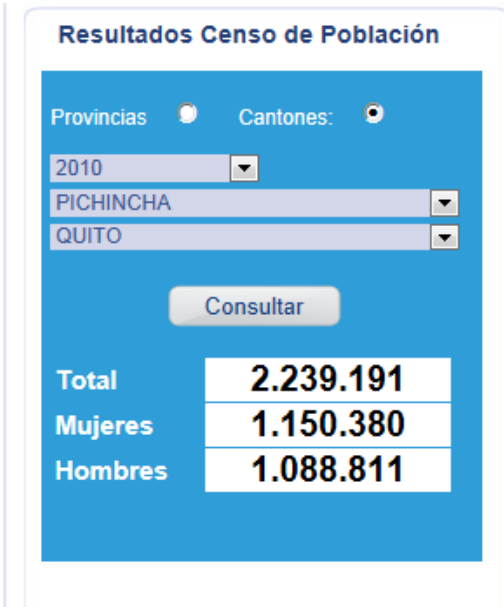 Resultados Censo de Población
Provincias Cantones:
2010
PICHINCHA
QUITO
Consultar
Total 2.239.191
Mujeres 1.150.380
Hombres 1.088.811